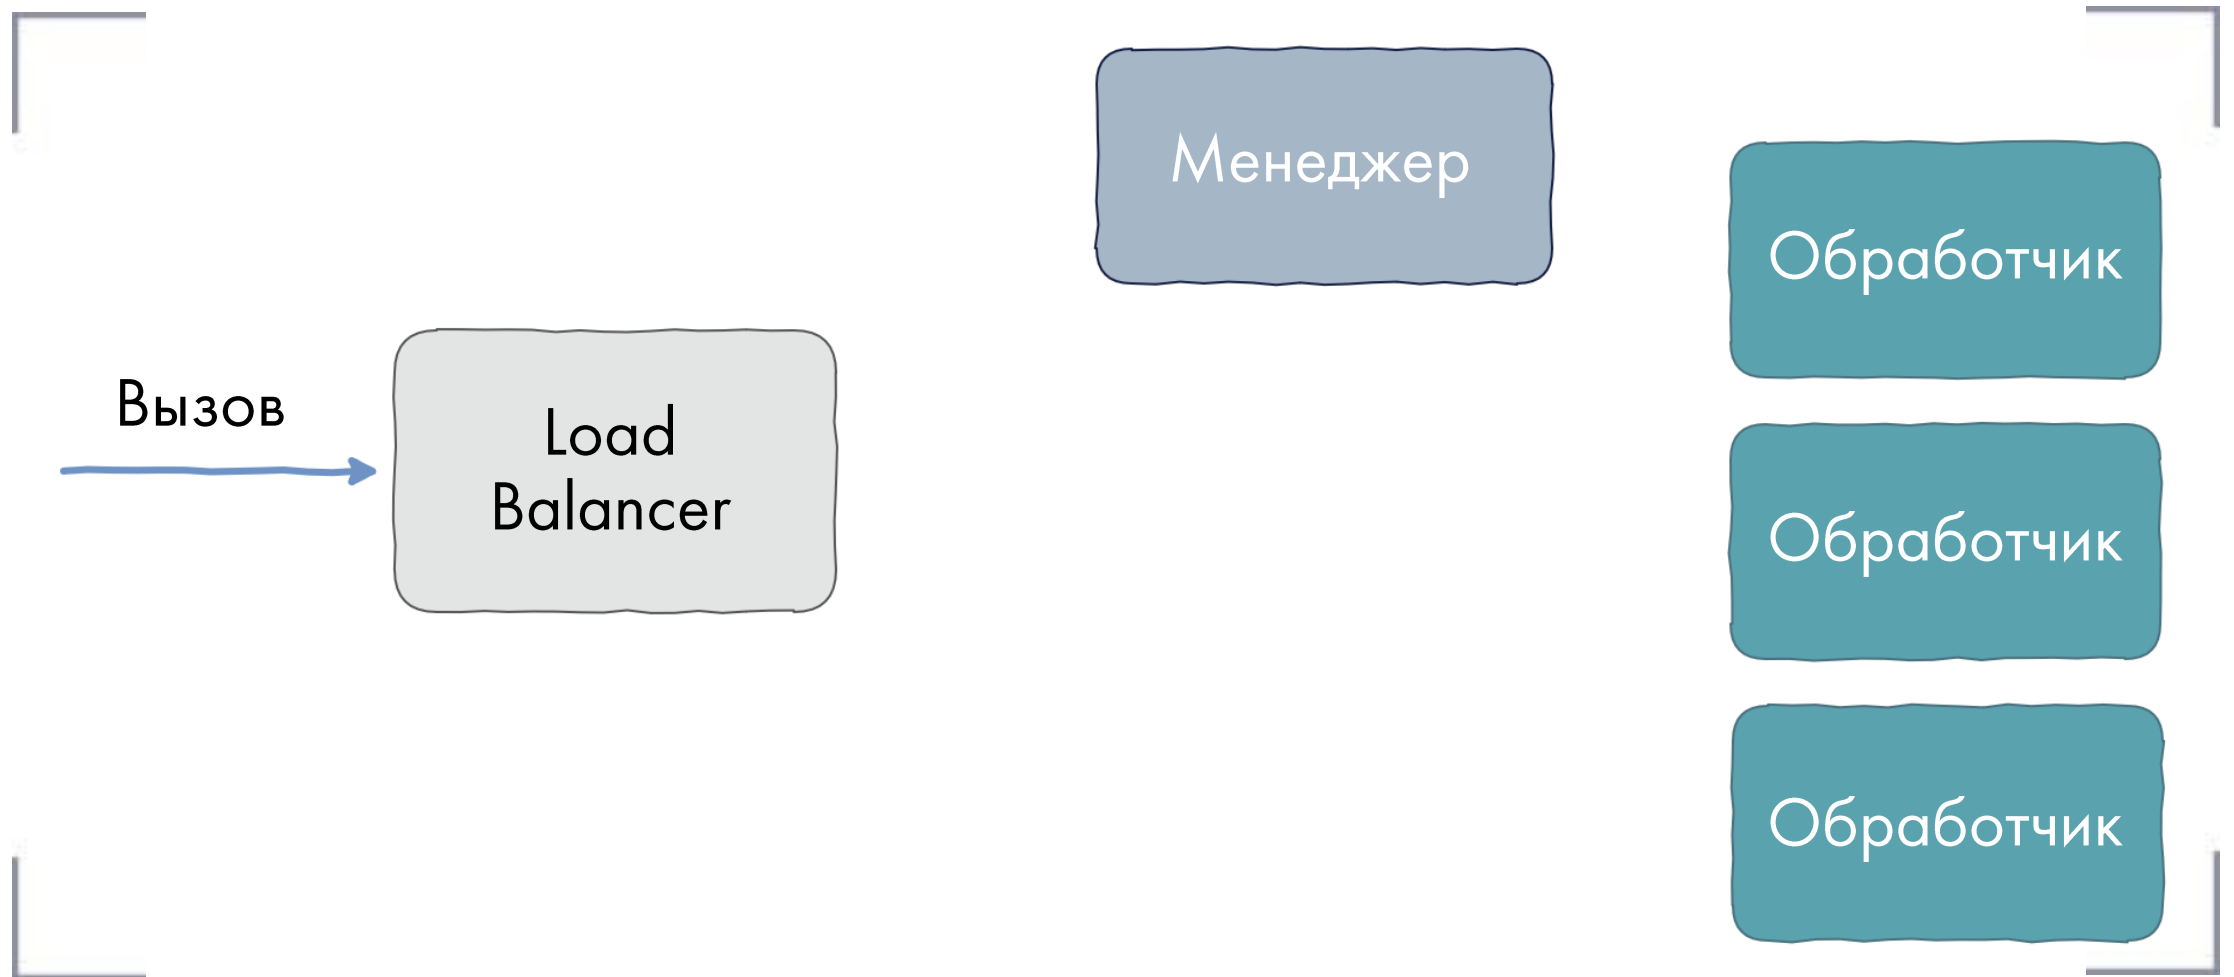 Менеджер
Обработчик
Вызов
Load
Balancer
Обработчик
Обработчик